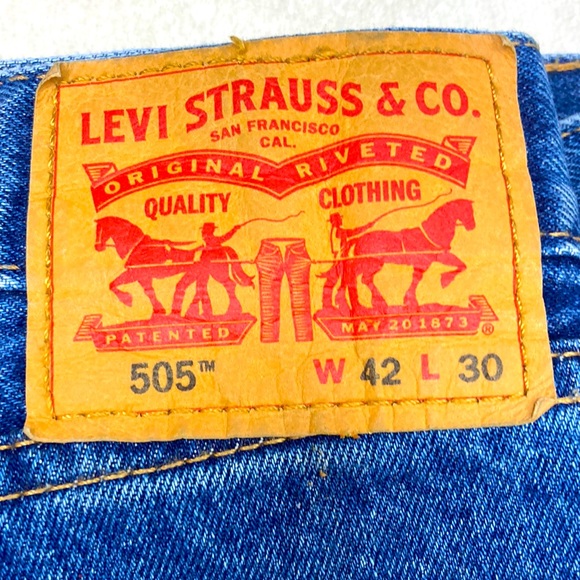 LEVI STRAUSS & CO.
SAN FRANCISCO
CAL.
ORIGINAL RIVETED
QUALITY CLOTHING
PATENTED MAY 20 1873 ®
505™ W 42 L 30